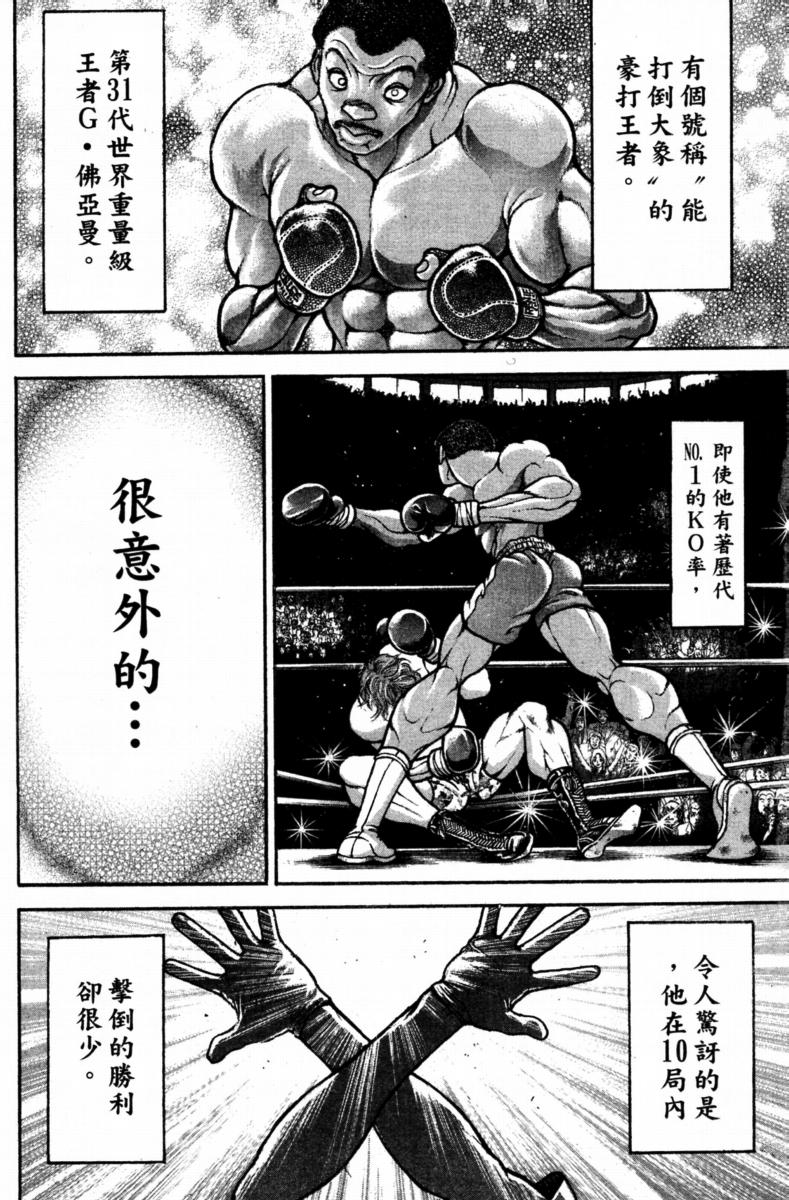 有個號稱〝能
打倒大象〞的
豪打王者。
第31代世界重量級
王者G·佛亞曼。
即使他有著歷代
NO.1的KO率，
很意外的…
令人驚訝的是
，他在10局內
擊倒的勝利
卻很少。